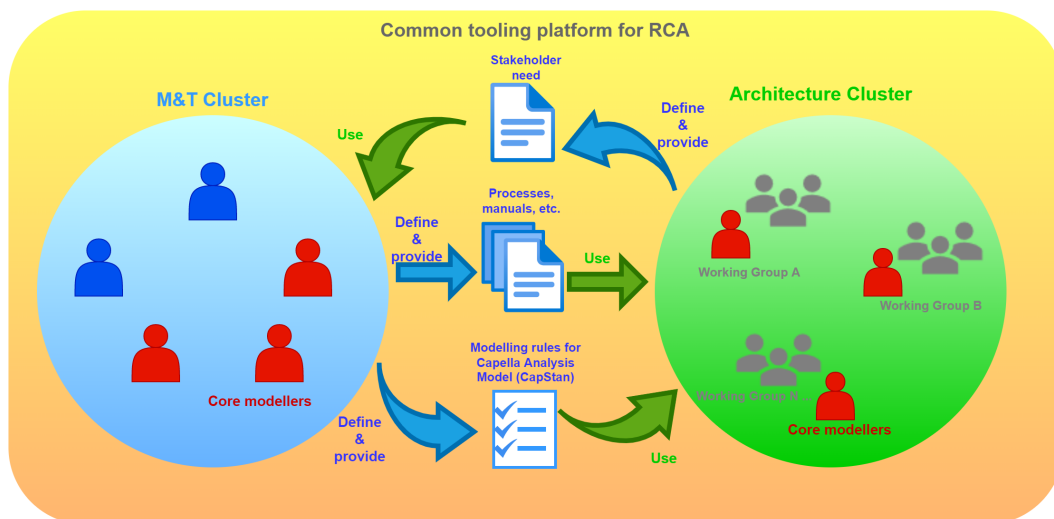 Common tooling platform for RCA
Stakeholder
need
M&T Cluster
Architecture Cluster
Use
Define
&
provide
Processes,
manuals, etc.
Define
&
provide
Use
Working Group A
Working Group B
Modelling rules for
Capella Analysis
Model (CapStan)
Working Group N ...
Core modellers
Core modellers
Define
&
provide
Use